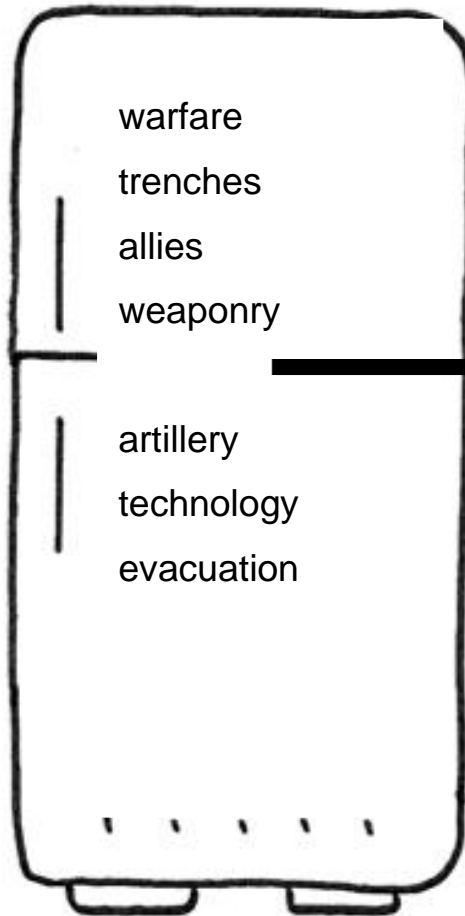 warfare
trenches
allies
weaponry
artillery
technology
evacuation